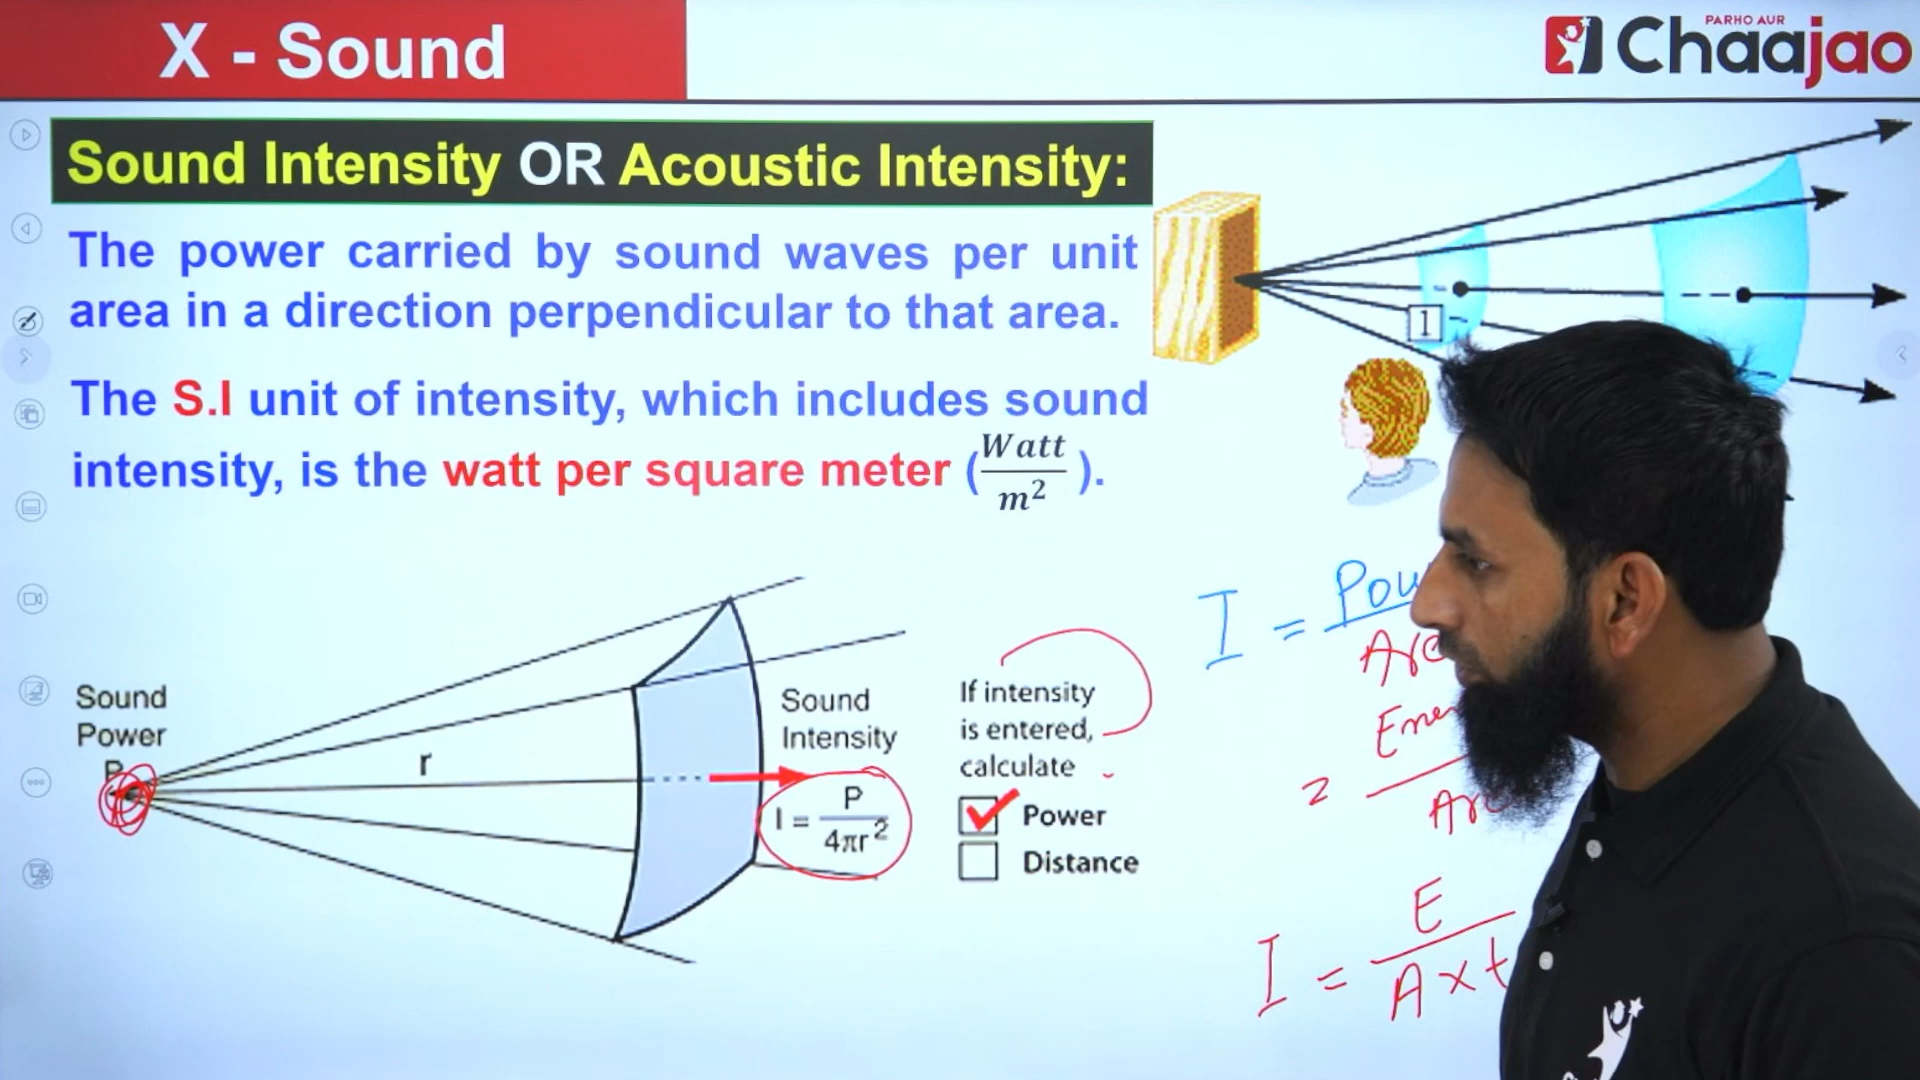 X - Sound
PARHO AUR
Chaajao
Sound Intensity OR Acoustic Intensity:
The power carried by sound waves per unit
area in a direction perpendicular to that area.
The S.I unit of intensity, which includes sound
intensity, is the watt per square meter (Watt/m²).
1
Sound
Power
P
r
Sound
Intensity
I = P/4πr²
If intensity
is entered,
calculate
Power
Distance
I =
E
I = E/A x t